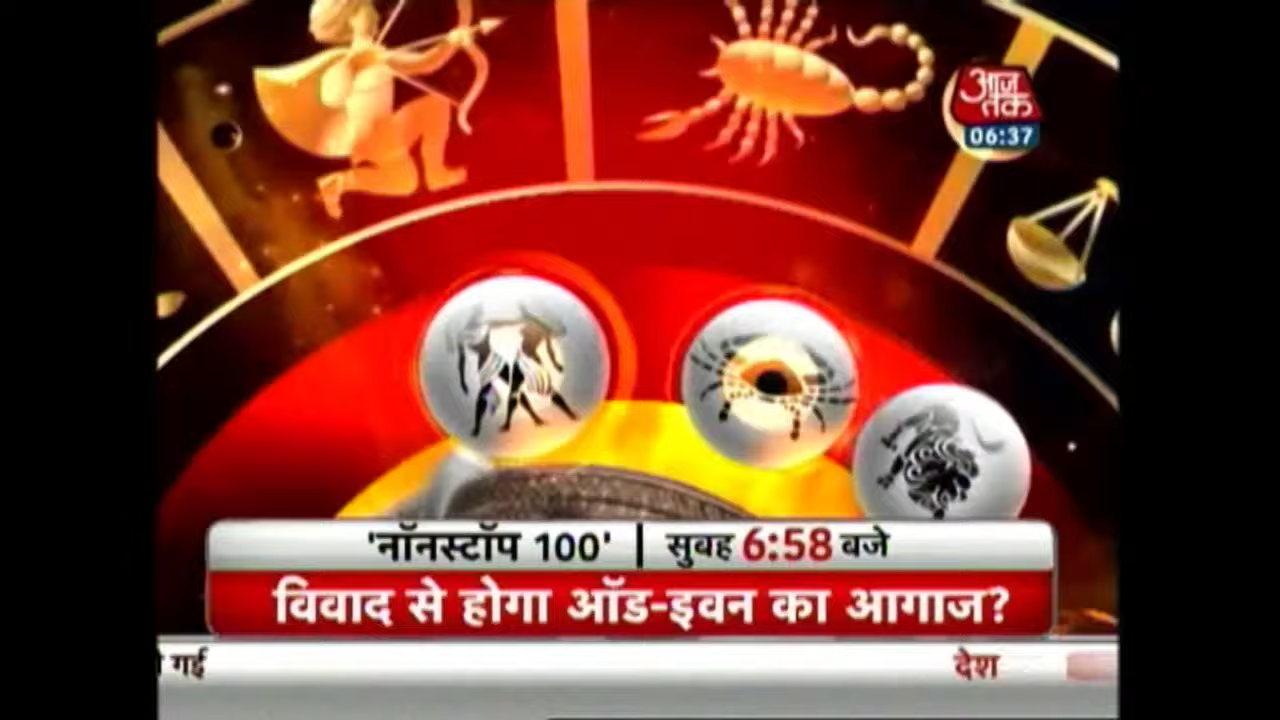 आज
तक
06:37
'नॉनस्टॉप 100' | सुबह 6:58 बजे
विवाद से होगा ऑड-इवन का आगाज?
गई
देश